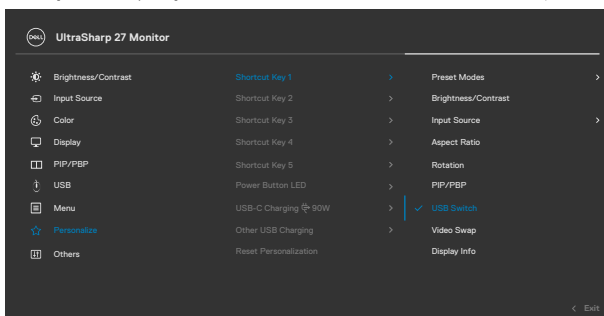 DELL
UltraSharp 27 Monitor
Brightness/Contrast
Input Source
Color
Display
PIP/PBP
USB
Menu
Personalize
Others
Shortcut Key 1
Shortcut Key 2
Shortcut Key 3
Shortcut Key 4
Shortcut Key 5
Power Button LED
USB-C Charging 90W
Other USB Charging
Reset Personalization
Preset Modes
Brightness/Contrast
Input Source
Aspect Ratio
Rotation
PIP/PBP
USB Switch
Video Swap
Display Info
Exit